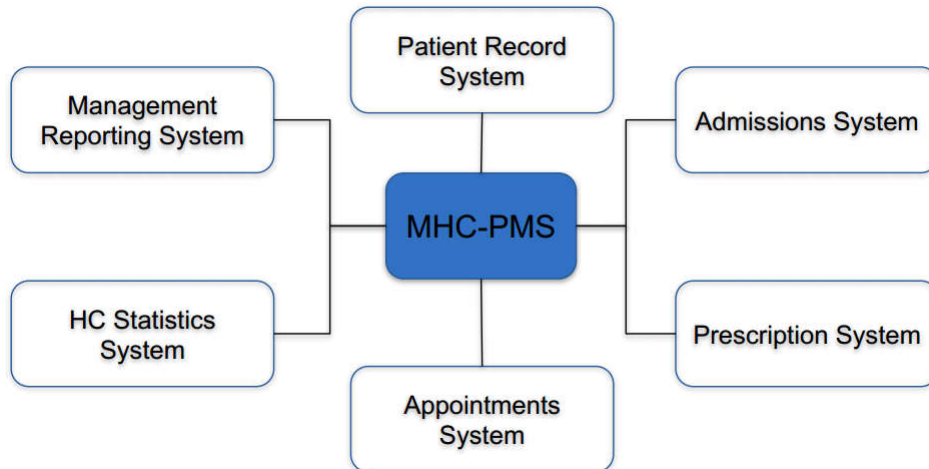 Patient Record
System
Management
Reporting System
Admissions System
MHC-PMS
HC Statistics
System
Prescription System
Appointments
System